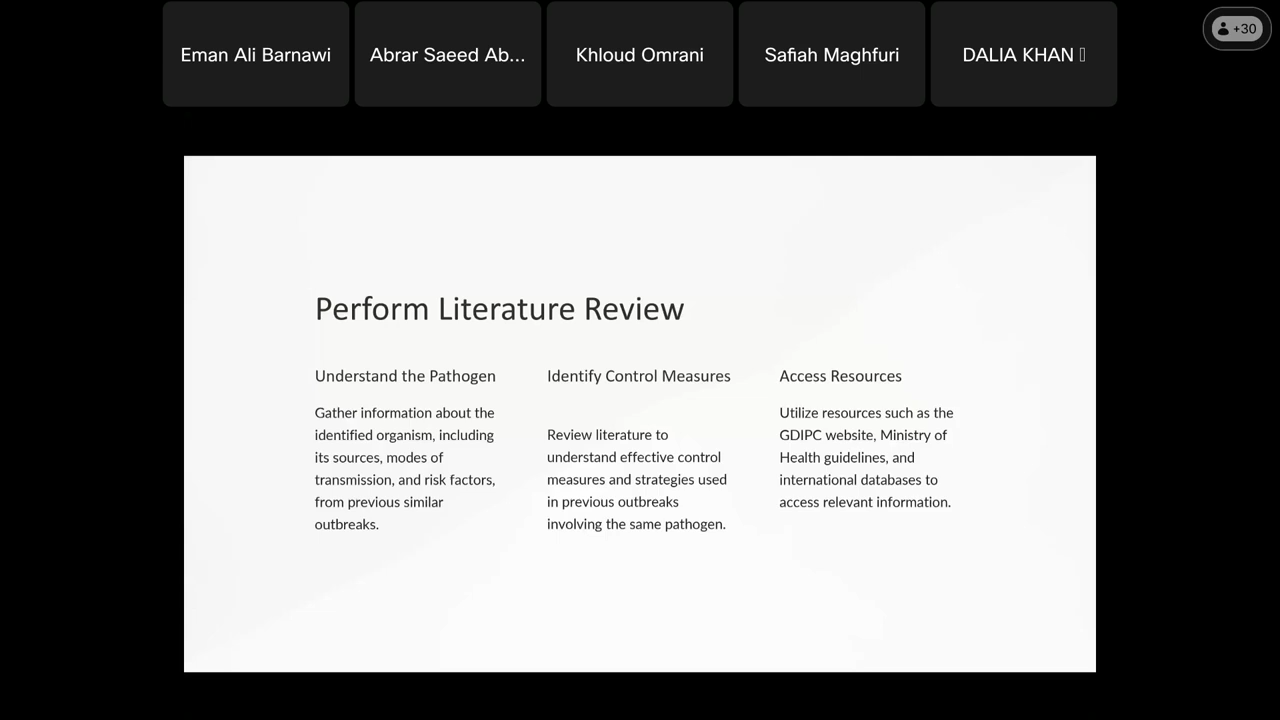 Eman Ali Barnawi
Abrar Saeed Ab...
Khloud Omrani
Safiah Maghfuri
DALIA KHAN
+30
Perform Literature Review
Understand the Pathogen
Gather information about the
identified organism, including
its sources, modes of
transmission, and risk factors,
from previous similar
outbreaks.
Identify Control Measures
Review literature to
understand effective control
measures and strategies used
in previous outbreaks
involving the same pathogen.
Access Resources
Utilize resources such as the
GDIPC website, Ministry of
Health guidelines, and
international databases to
access relevant information.